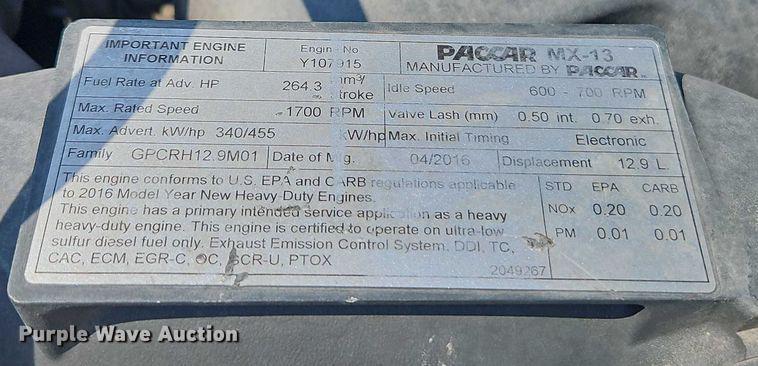 IMPORTANT ENGINE INFORMATION
Engine No. Y107915
PACCAR MX-13
MANUFACTURED BY PACCAR INC
Fuel Rate at Adv. HP 264.3 mm³/stroke
Idle Speed 600 - 700 RPM
Max. Rated Speed 1700 RPM
Valve Lash (mm) 0.50 int. 0.70 exh.
Max. Advert. kW/hp 340/455 kW/hp
Max. Initial Timing Electronic
Family GPCRH12.9M01
Date of Mfg. 04/2016
Displacement 12.9 L.
This engine conforms to U.S. EPA and CARB regulations applicable
to 2016 Model Year New Heavy-Duty Engines.
This engine has a primary intended service application as a heavy
heavy-duty engine. This engine is certified to operate on ultra-low
sulfur diesel fuel only. Exhaust Emission Control System: DDI, TC,
CAC, ECM, EGR-C, OC, SCR-U, PTOX
STD EPA CARB
NOx 0.20 0.20
PM 0.01 0.01
2049267
Purple Wave Auction